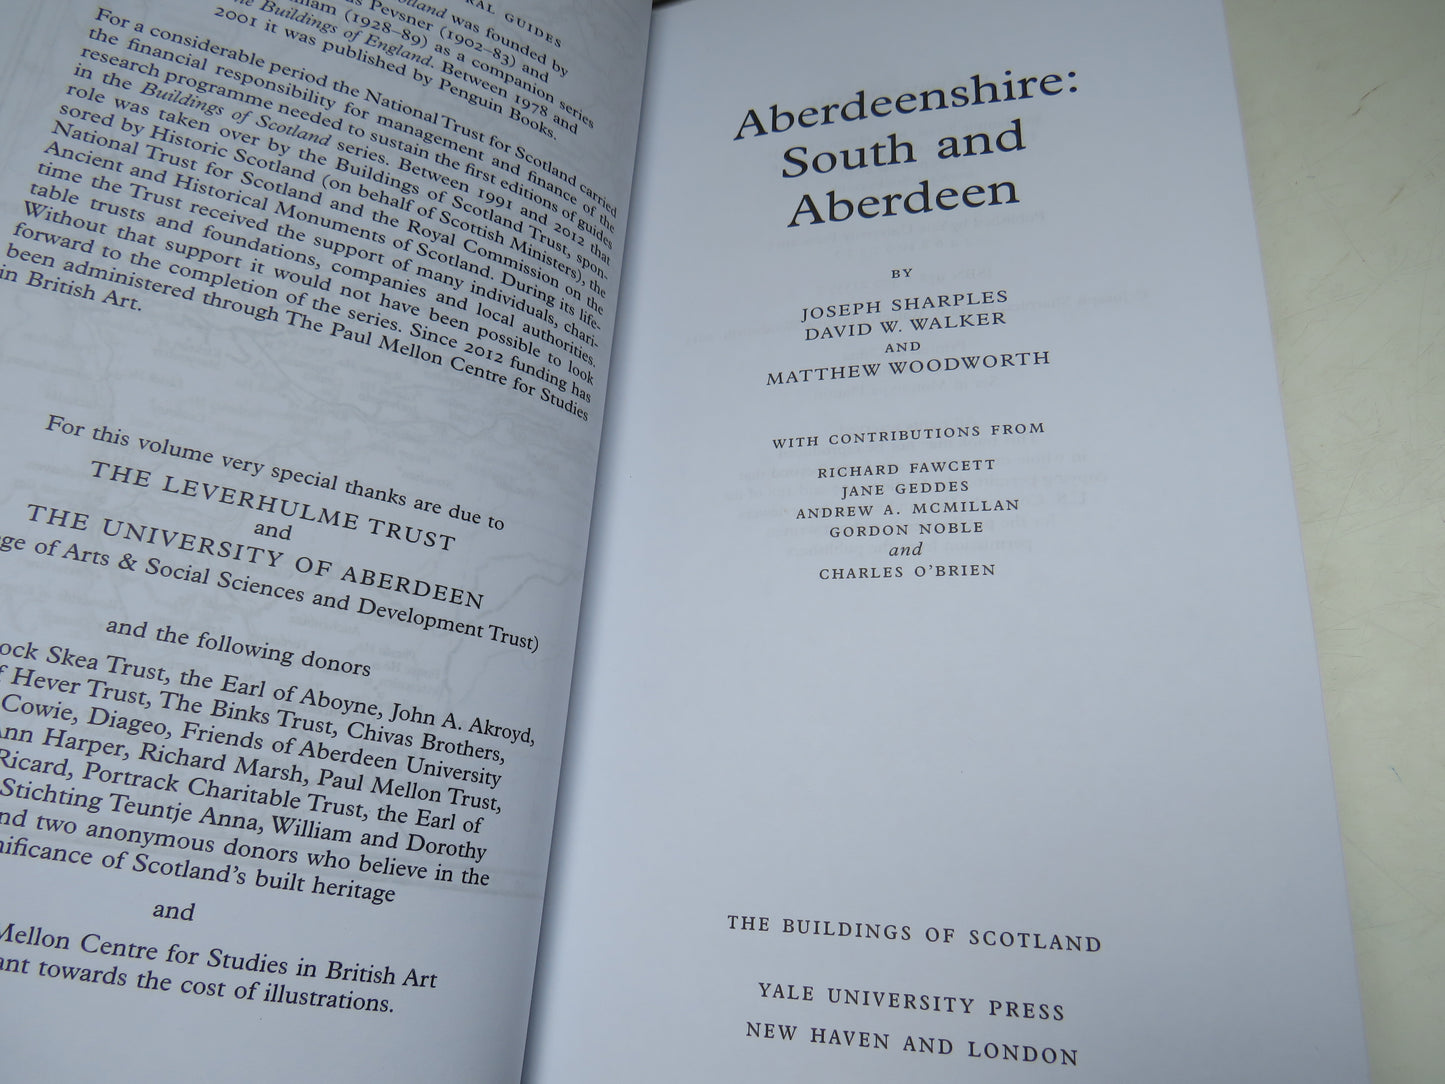 RAL GUIDES
otland was founded by
s Pevsner (1902–83) and
ham (1928–89) as a companion series
he Buildings of England. Between 1978 and
2001 it was published by Penguin Books.
For a considerable period the National Trust for Scotland carried
the financial responsibility for management and finance of the
research programme needed to sustain the first editions of guides
in the Buildings of Scotland series. Between 1991 and 2012 that
role was taken over by the Buildings of Scotland Trust, spon-
sored by Historic Scotland (on behalf of Scottish Ministers), the
National Trust for Scotland and the Royal Commission on the
Ancient and Historical Monuments of Scotland. During its life-
time the Trust received the support of many individuals, chari-
table trusts and foundations, companies and local authorities.
Without that support it would not have been possible to look
forward to the completion of the series. Since 2012 funding has
been administered through The Paul Mellon Centre for Studies
in British Art.
For this volume very special thanks are due to
THE LEVERHULME TRUST
and
THE UNIVERSITY OF ABERDEEN
ge of Arts & Social Sciences and Development Trust)
and the following donors
ock Skea Trust, the Earl of Aboyne, John A. Akroyd,
f Hever Trust, The Binks Trust, Chivas Brothers,
Cowie, Diageo, Friends of Aberdeen University
Ann Harper, Richard Marsh, Paul Mellon Trust,
Ricard, Portrack Charitable Trust, the Earl of
Stichting Teuntje Anna, William and Dorothy
nd two anonymous donors who believe in the
nificance of Scotland's built heritage
and
Mellon Centre for Studies in British Art
ant towards the cost of illustrations.
Aberdeenshire:
South and
Aberdeen
BY
JOSEPH SHARPLES
DAVID W. WALKER
AND
MATTHEW WOODWORTH
WITH CONTRIBUTIONS FROM
RICHARD FAWCETT
JANE GEDDES
ANDREW A. MCMILLAN
GORDON NOBLE
and
CHARLES O'BRIEN
THE BUILDINGS OF SCOTLAND
YALE UNIVERSITY PRESS
NEW HAVEN AND LONDON